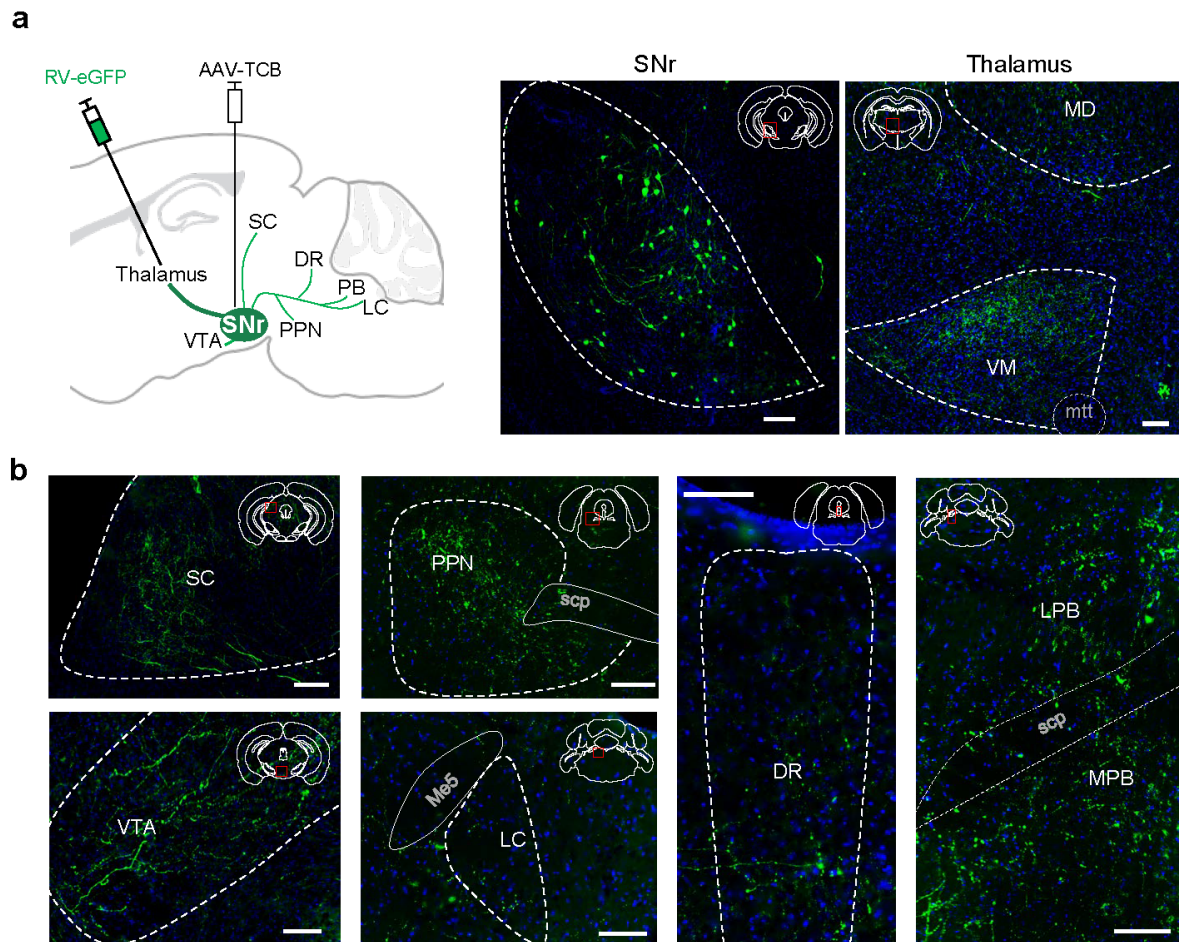 a
RV-eGFP
AAV-TCB
SC
DR
PB
LC
Thalamus
SNr
PPN
VTA
SNr
Thalamus
MD
VM
mtt
b
SC
PPN
scp
DR
LPB
scp
MPB
VTA
Me5
LC